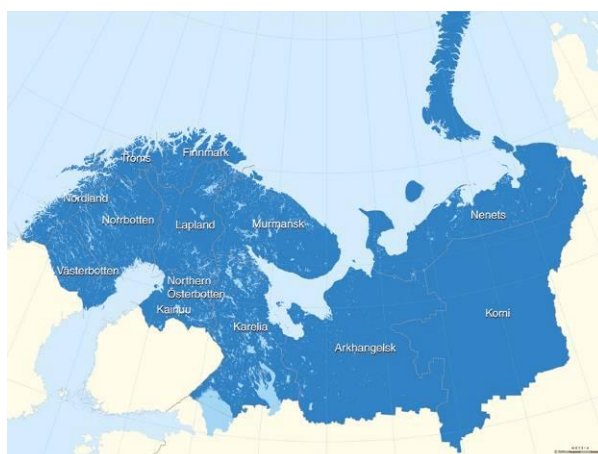 Finnmark
Troms
Nordland
Norrbotten
Lapland
Murmansk
Nenets
Västerbotten
Northern
Österbotten
Kainuu
Karelia
Komi
Arkhangelsk